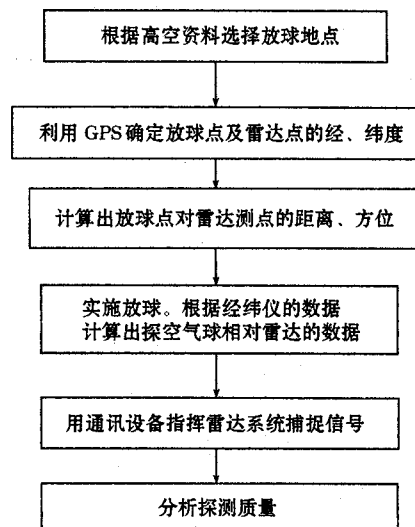 根据高空资料选择放球地点
利用GPS确定放球点及雷达点的经、纬度
计算出放球点对雷达测点的距离、方位
实施放球。根据经纬仪的数据
计算出探空气球相对雷达的数据
用通讯设备指挥雷达系统捕捉信号
分析探测质量